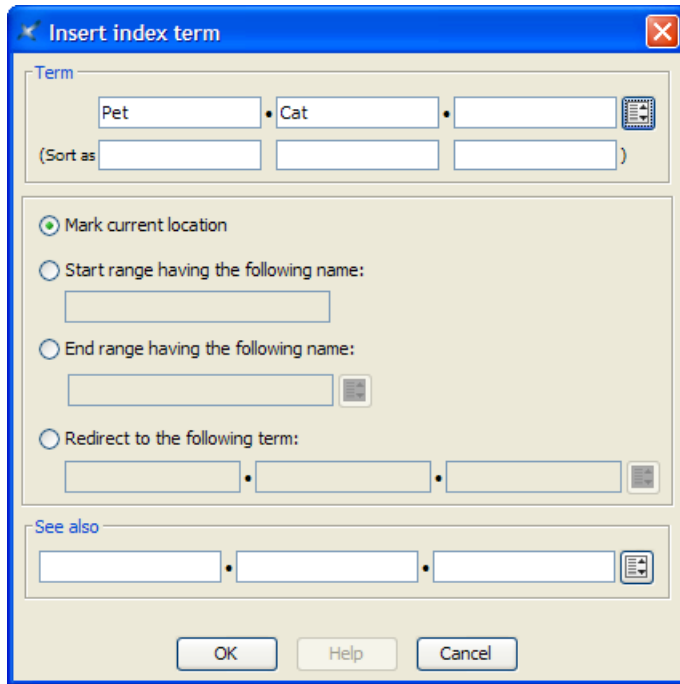 Insert index term
Term
Pet • Cat •
(Sort as )
Mark current location
Start range having the following name:
End range having the following name:
Redirect to the following term:
• •
See also
• •
OK Help Cancel